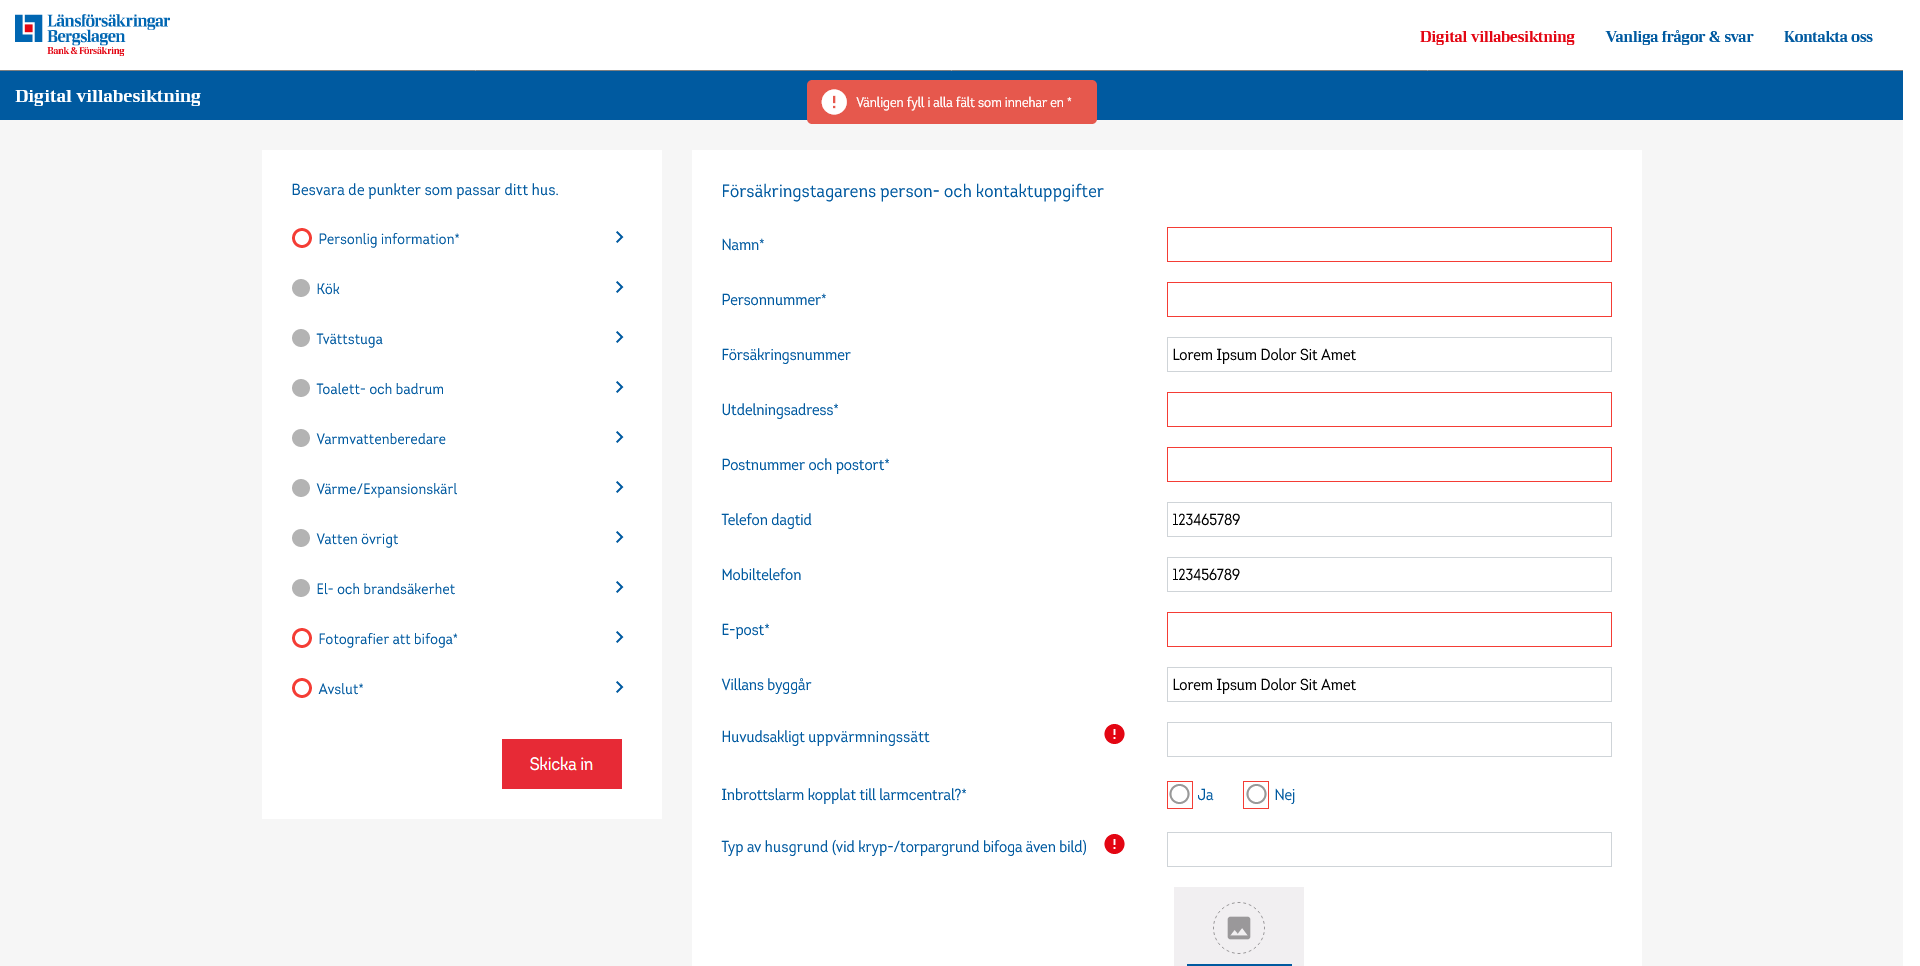 Länsförsäkringar
Bergslagen
Bank & Försäkring
Digital villabesiktning
Vanliga frågor & svar
Kontakta oss
Digital villabesiktning
Vänligen fyll i alla fält som innehar en *
Besvara de punkter som passar ditt hus.
Personlig information*
Kök
Tvättstuga
Toalett- och badrum
Varmvattenberedare
Värme/Expansionskärl
Vatten övrigt
El- och brandsäkerhet
Fotografier att bifoga*
Avslut*
Skicka in
Försäkringstagarens person- och kontaktuppgifter
Namn*
Personnummer*
Försäkringsnummer
Lorem Ipsum Dolor Sit Amet
Utdelningsadress*
Postnummer och postort*
Telefon dagtid
123465789
Mobiltelefon
123456789
E-post*
Villans byggår
Lorem Ipsum Dolor Sit Amet
Huvudsakligt uppvärmningssätt
Inbrottslarm kopplat till larmcentral?*
Ja
Nej
Typ av husgrund (vid kryp-/torpargrund bifoga även bild)